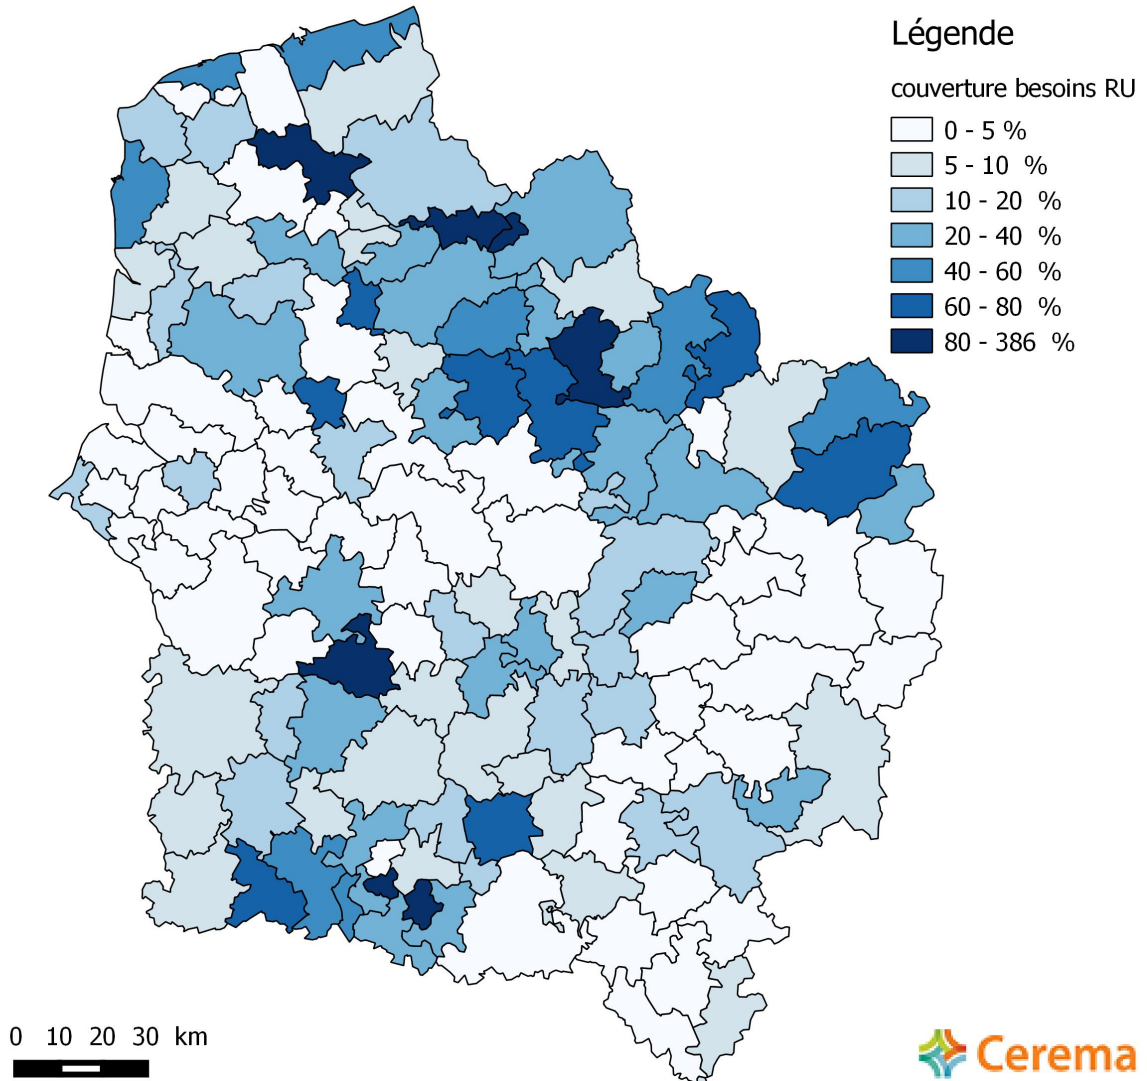 Légende
couverture besoins RU
0 - 5 %
5 - 10 %
10 - 20 %
20 - 40 %
40 - 60 %
60 - 80 %
80 - 386 %
0 10 20 30 km
Cerema